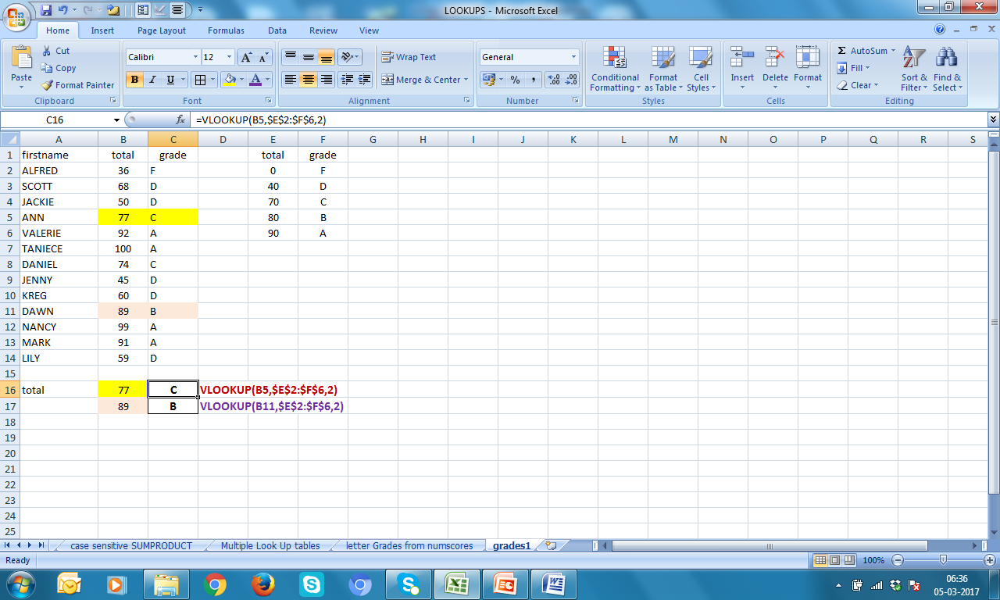 LOOKUPS - Microsoft Excel
Home Insert Page Layout Formulas Data Review View
Paste Cut Copy Format Painter Clipboard
Calibri 12 B I U A A A Font
Wrap Text Merge & Center Alignment
General % , Number
Conditional Formatting Format as Table Cell Styles Styles
Insert Delete Format Cells
Σ AutoSum Fill Clear Sort & Filter Find & Select Editing
C16 fx =VLOOKUP(B5,$E$2:$F$6,2)
A B C D E F G H I J K L M N O P Q R S
1 firstname total grade total grade
2 ALFRED 36 F 0 F
3 SCOTT 68 D 40 D
4 JACKIE 50 D 70 C
5 ANN 77 C 80 B
6 VALERIE 92 A 90 A
7 TANIECE 100 A
8 DANIEL 74 C
9 JENNY 45 D
10 KREG 60 D
11 DAWN 89 B
12 NANCY 99 A
13 MARK 91 A
14 LILY 59 D
15
16 total 77 C VLOOKUP(B5,$E$2:$F$6,2)
17 89 B VLOOKUP(B11,$E$2:$F$6,2)
18
19
20
21
22
23
24
25
case sensitive SUMPRODUCT Multiple Look Up tables letter Grades from numscores grades1
Ready 100%
06:36
05-03-2017